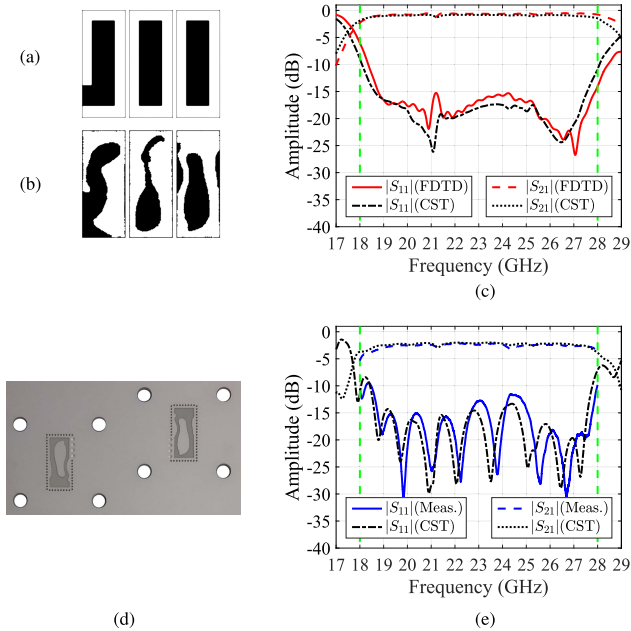 (a)
(b)
Amplitude (dB)
0
-5
-10
-15
-20
-25
-30
-35
-40
|S11|(FDTD)
|S11|(CST)
|S21|(FDTD)
|S21|(CST)
17 18 19 20 21 22 23 24 25 26 27 28 29
Frequency (GHz)
(c)
(d)
Amplitude (dB)
0
-5
-10
-15
-20
-25
-30
-35
-40
|S11|(Meas.)
|S11|(CST)
|S21|(Meas.)
|S21|(CST)
17 18 19 20 21 22 23 24 25 26 27 28 29
Frequency (GHz)
(e)